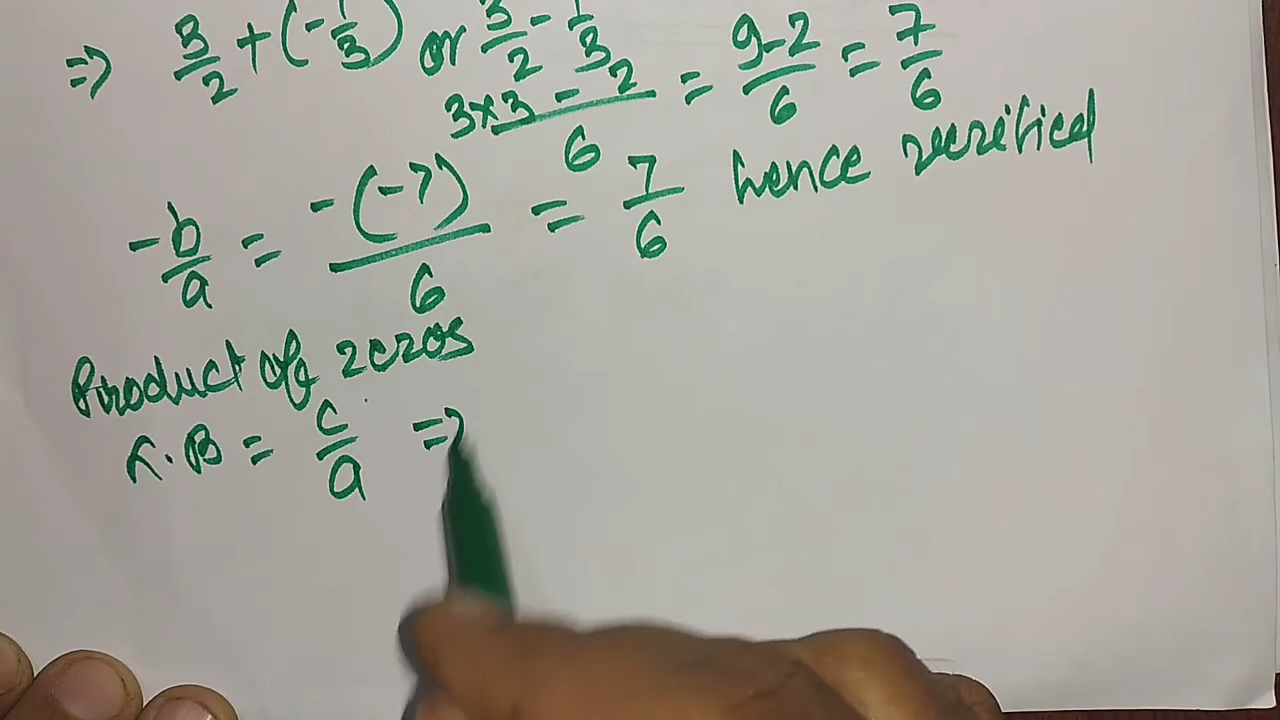 ⇒ 3/2 + (-1/3) or 3/2 - 1/3
(3×3 - 2)/6 = (9-2)/6 = 7/6
-b/a = -(-7)/6 = 7/6 hence verified
Product of zeros
α.β = c/a ⇒